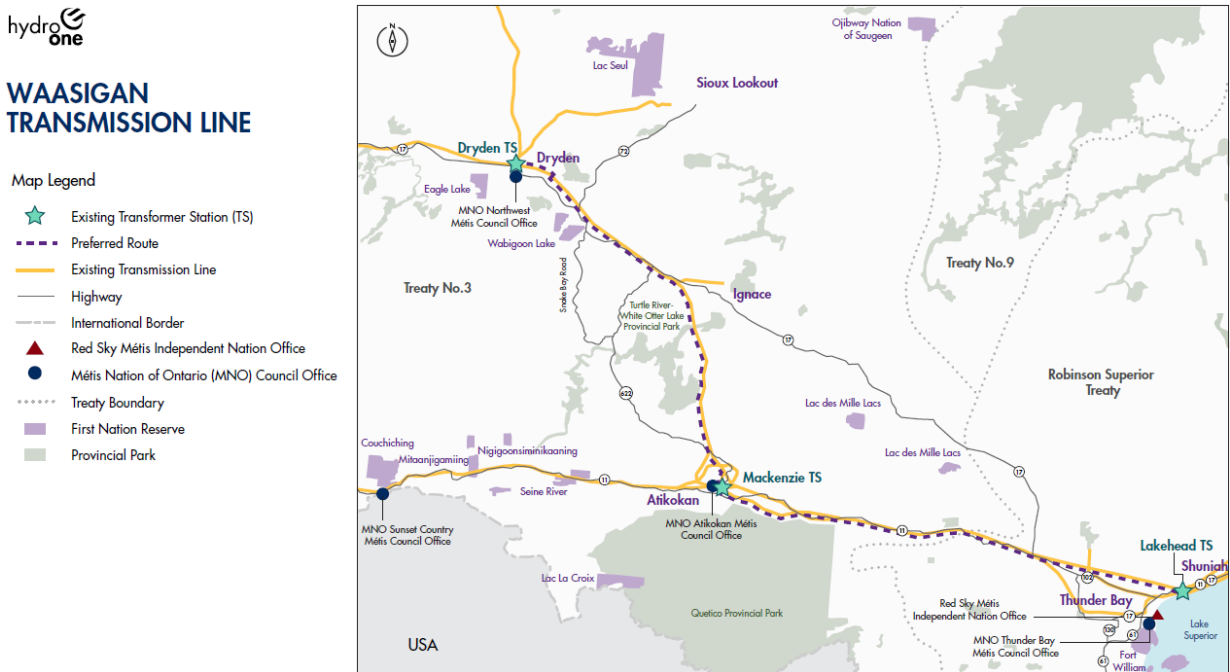 hydro
one
WAASIGAN
TRANSMISSION LINE
Map Legend
Existing Transformer Station (TS)
Preferred Route
Existing Transmission Line
Highway
International Border
Red Sky Métis Independent Nation Office
Métis Nation of Ontario (MNO) Council Office
Treaty Boundary
First Nation Reserve
Provincial Park
Ojibway Nation
of Saugeen
Lac Seul
Sioux Lookout
17
Dryden TS
Dryden
72
Eagle Lake
MNO Northwest
Métis Council Office
Wabigoon Lake
Treaty No.3
Snake Bay Road
Treaty No.9
Ignace
Turtle River-
White Otter Lake
Provincial Park
17
Robinson Superior
Treaty
622
Lac des Mille Lacs
Lac des Mille Lacs
17
Couchiching
Mitaanjigamiing
Nigigoonsiminikaaning
Seine River
11
Mackenzie TS
Atikokan
MNO Sunset Country
Métis Council Office
MNO Atikokan Métis
Council Office
11
Lakehead TS
Shuniah
102
11
17
Lac La Croix
Thunder Bay
Red Sky Métis
Independent Nation Office
17
Quetico Provincial Park
130
61
MNO Thunder Bay
Métis Council Office
Lake
Superior
USA
61
Fort
William